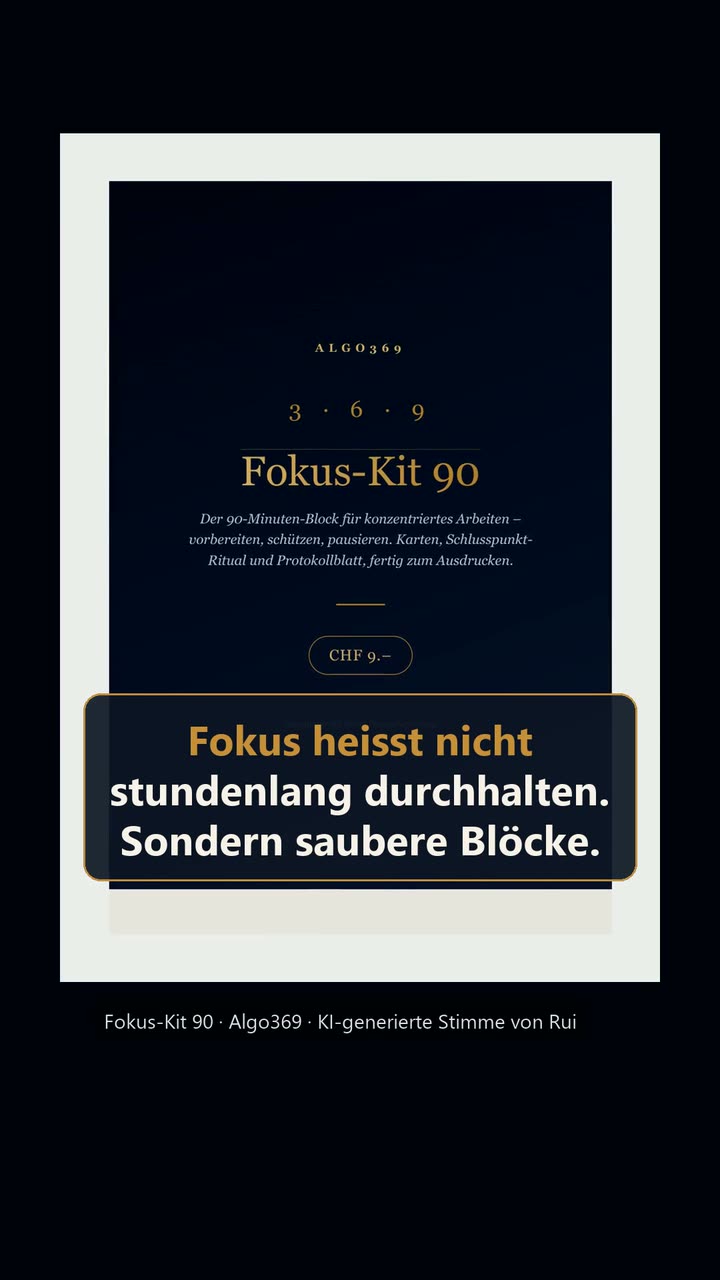 ALGO369
3 · 6 · 9
Fokus-Kit 90
Der 90-Minuten-Block für konzentriertes Arbeiten –
vorbereiten, schützen, pausieren. Karten, Schlusspunkt-
Ritual und Protokollblatt, fertig zum Ausdrucken.
CHF 9.–
Fokus heisst nicht
stundenlang durchhalten.
Sondern saubere Blöcke.
Fokus-Kit 90 · Algo369 · KI-generierte Stimme von Rui